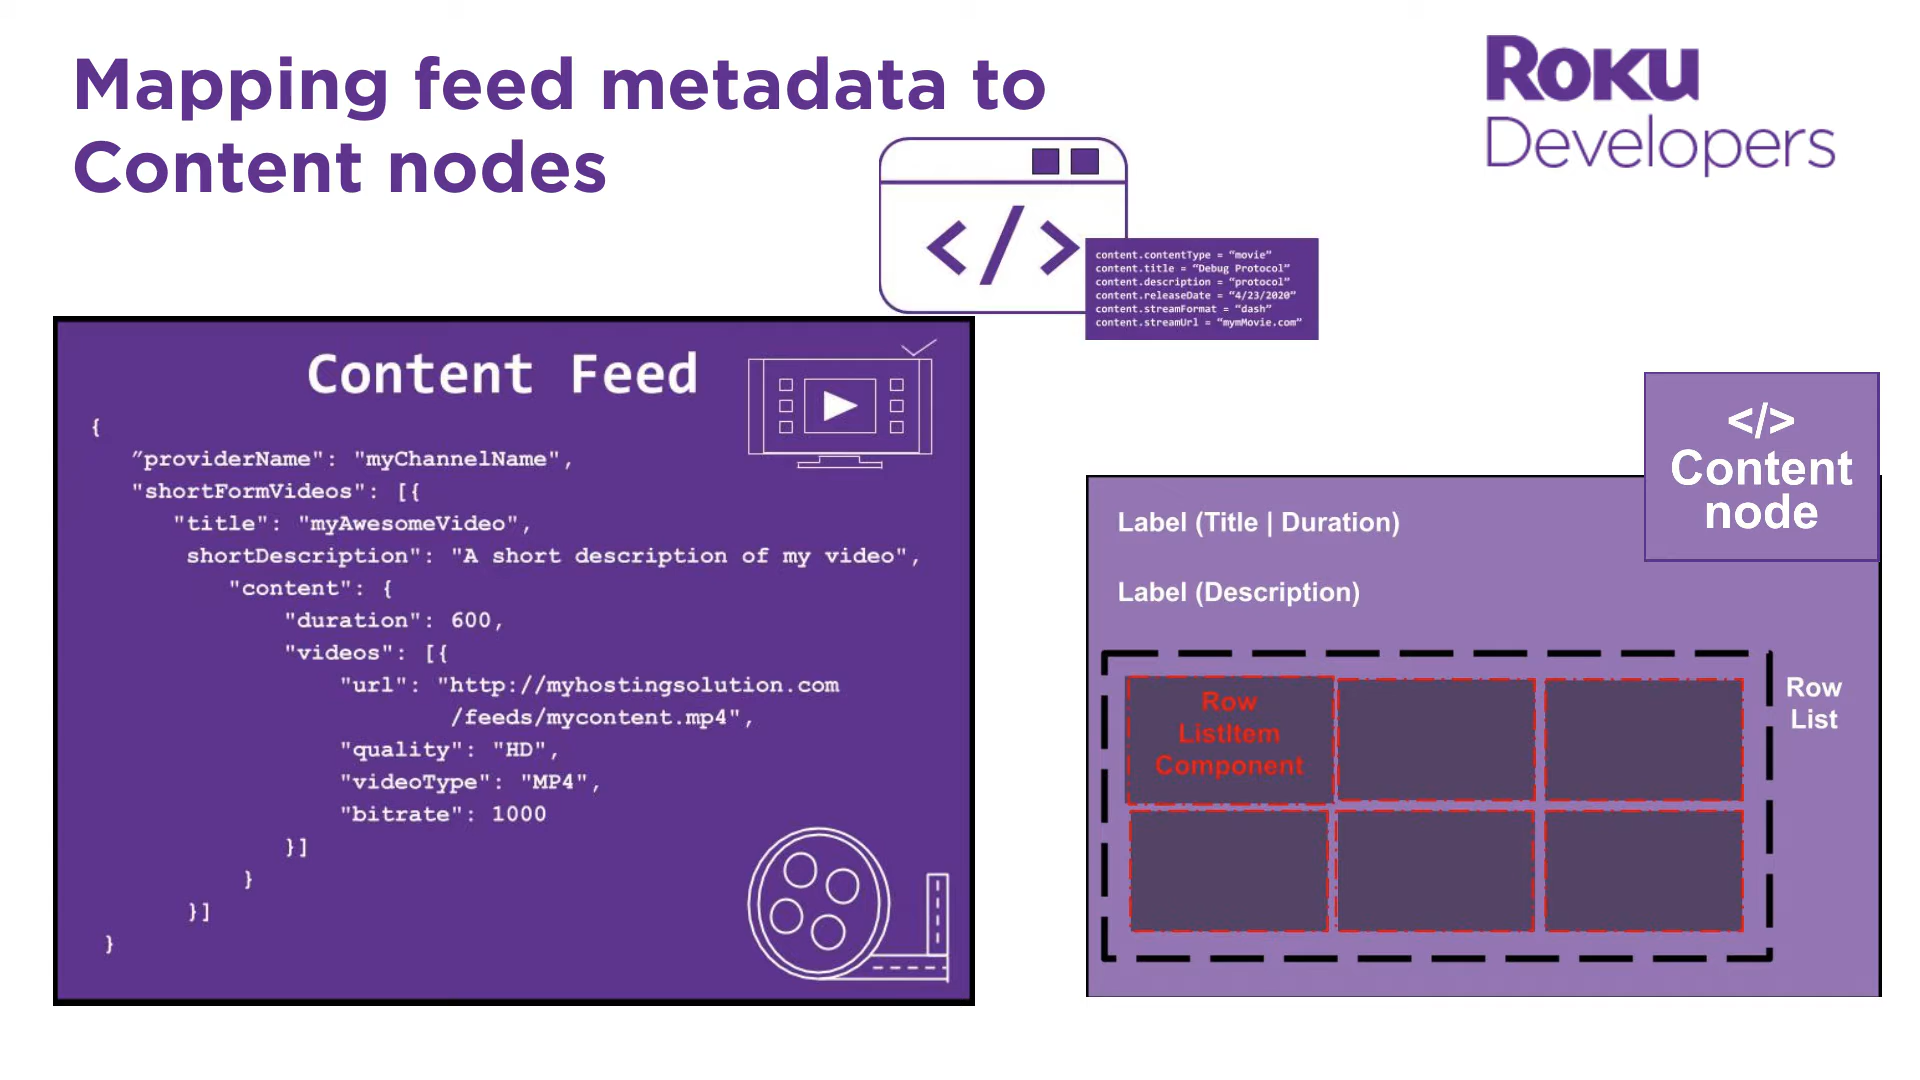 Mapping feed metadata to
Content nodes
Roku
Developers
</>
content.contentType = “movie”
content.title = “Debug Protocol”
content.description = “protocol”
content.releaseDate = “4/23/2020”
content.streamFormat = “dash”
content.streamUrl = “mymMovie.com”
Content Feed
{
”providerName": "myChannelName",
"shortFormVideos": [{
"title": "myAwesomeVideo",
shortDescription": "A short description of my video",
"content": {
"duration": 600,
"videos": [{
"url": "http://myhostingsolution.com
/feeds/mycontent.mp4",
"quality": "HD",
"videoType": "MP4",
"bitrate": 1000
}]
}
}]
}
</>
Content
node
Label (Title | Duration)
Label (Description)
Row
ListItem
Component
Row
List